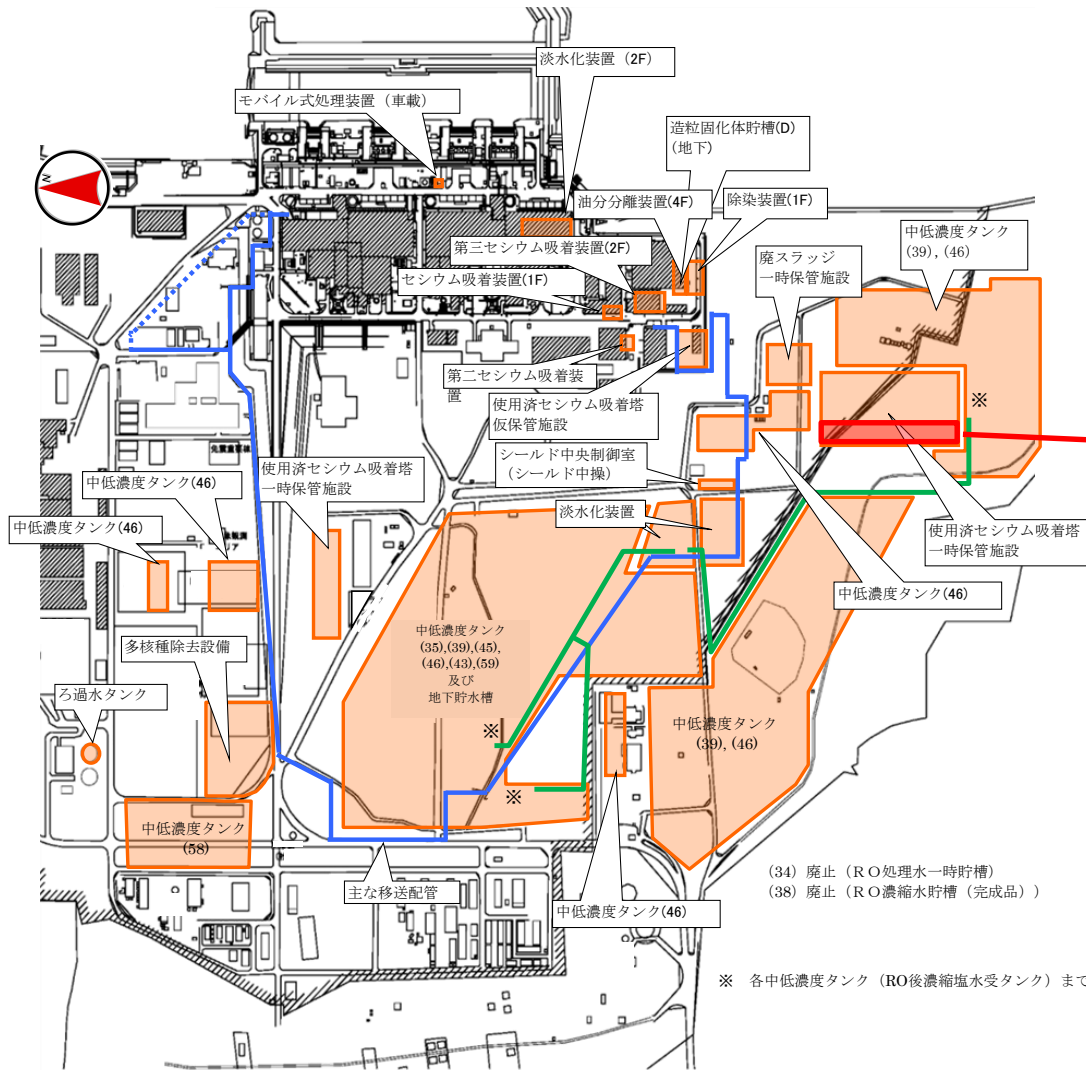 淡水化装置（2F）
モバイル式処理装置（車載）
造粒固化体貯槽(D)
(地下）
N
油分分離装置(4F)
除染装置(1F)
中低濃度タンク
(39) , (46)
第三セシウム吸着装置(2F)
廃スラッジ
一時保管施設
セシウム吸着装置(1F)
第二セシウム吸着装
置
使用済セシウム吸着塔
仮保管施設
※
シールド中央制御室
（シールド中操）
使用済セシウム吸着塔
一時保管施設
中低濃度タンク(46)
淡水化装置
中低濃度タンク(46)
使用済セシウム吸着塔
一時保管施設
中低濃度タンク(46)
中低濃度タンク
(35),(39),(45),
(46),(43),(59)
及び
地下貯水槽
多核種除去設備
ろ過水タンク
※
中低濃度タンク
(39), (46)
※
中低濃度タンク
(58)
主な移送配管
中低濃度タンク(46)
(34) 廃止（ＲＯ処理水一時貯槽）
(38) 廃止（ＲＯ濃縮水貯槽（完成品））
※　各中低濃度タンク（RO後濃縮塩水受タンク）まで